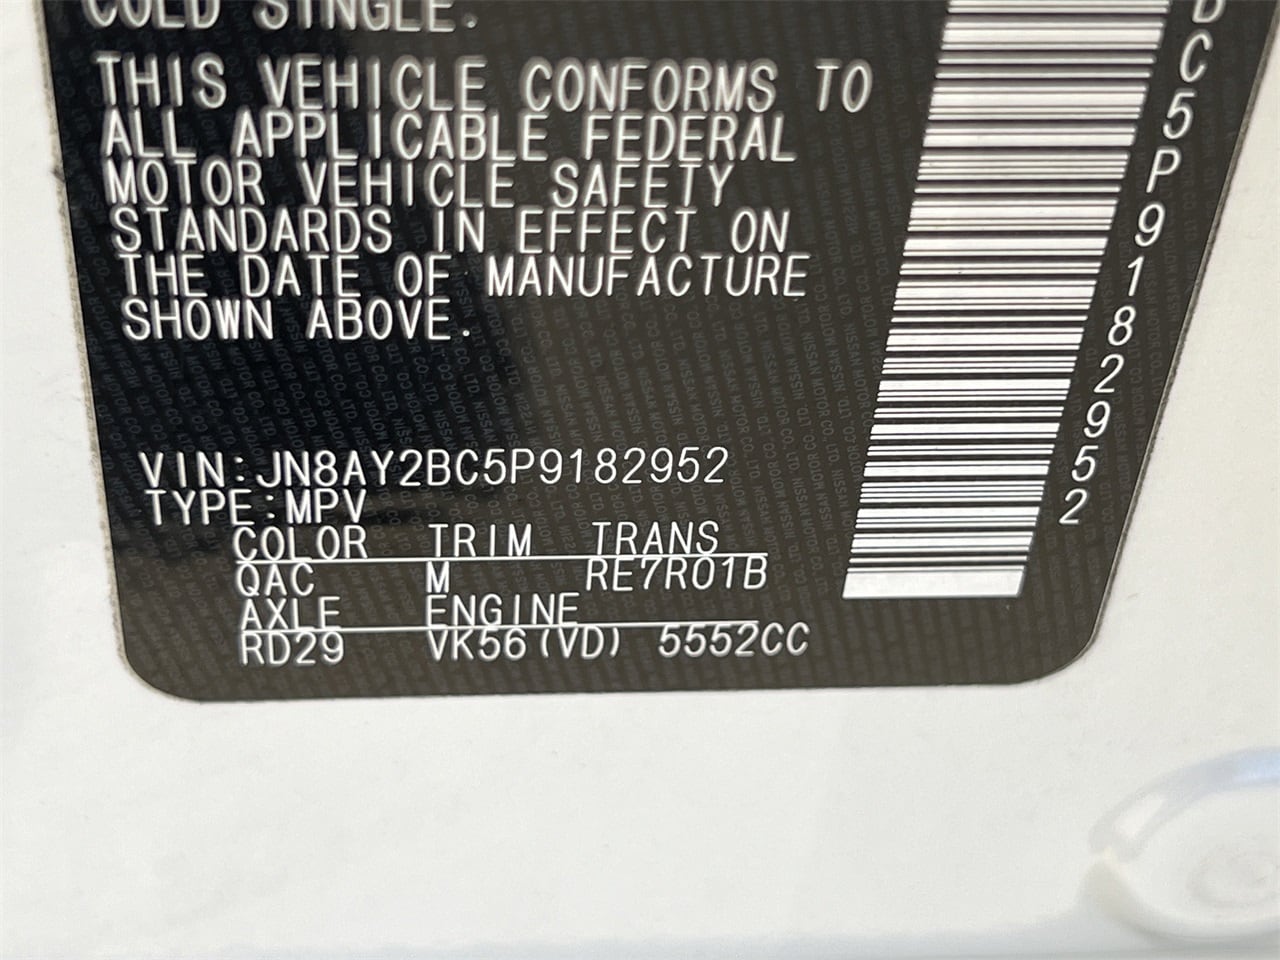 COLD SINGLE.
THIS VEHICLE CONFORMS TO
ALL APPLICABLE FEDERAL
MOTOR VEHICLE SAFETY
STANDARDS IN EFFECT ON
THE DATE OF MANUFACTURE
SHOWN ABOVE.
VIN:JN8AY2BC5P9182952
TYPE:MPV
COLOR TRIM TRANS
QAC M RE7R01B
AXLE ENGINE
RD29 VK56(VD) 5552CC
BC5P9182952